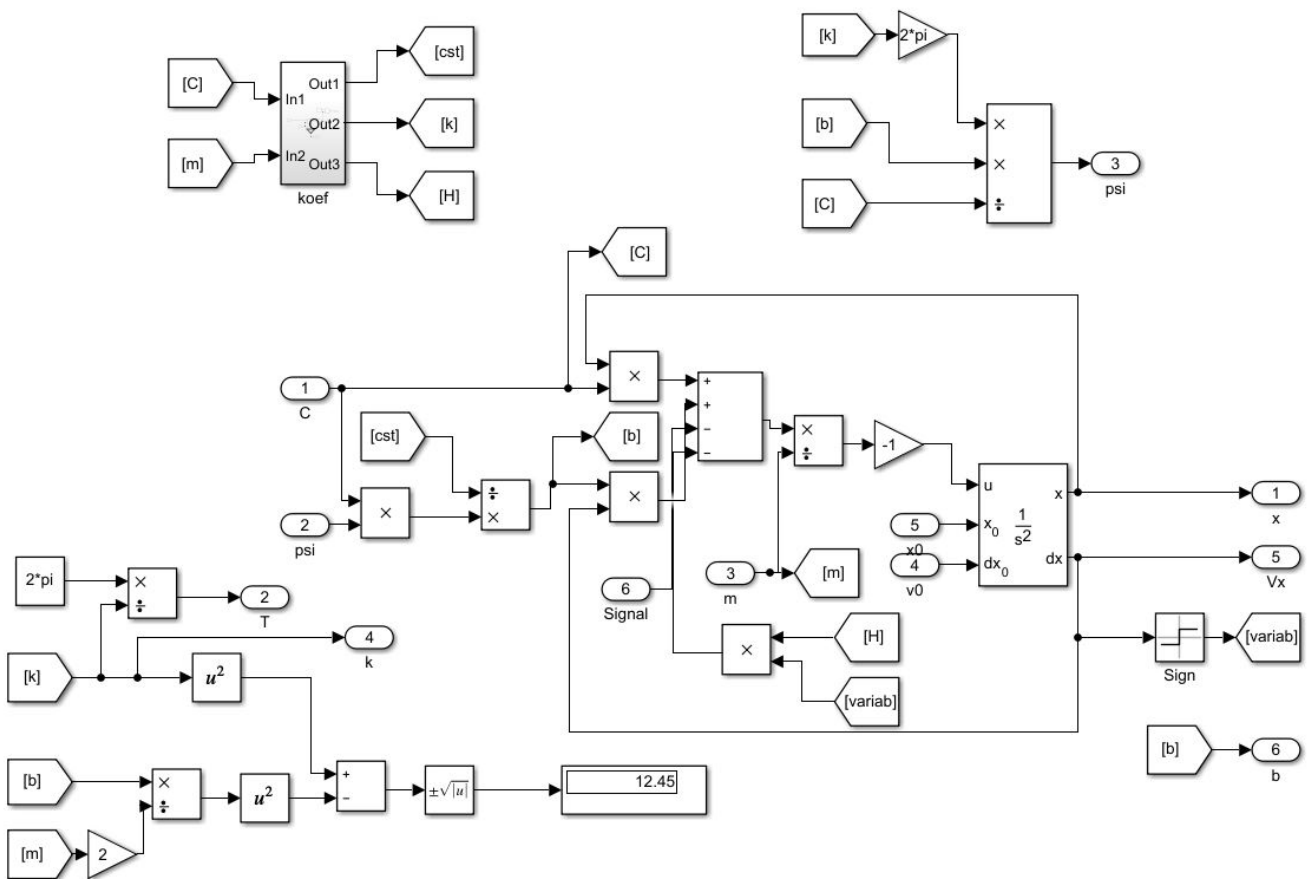 [C]
[m]
In1
In2
Out1
Out2
Out3
koef
[cst]
[k]
[H]
[k]
2*pi
[b]
[C]
×
×
÷
3
psi
[C]
1
C
×
[cst]
[b]
×
÷
×
×
2
psi
+
+
−
−
×
÷
-1
u
x0
dx0
1
s2
x
dx
5
x0
4
v0
1
x
5
Vx
6
Signal
3
m
[m]
×
[H]
[variab]
Sign
[variab]
[b]
6
b
2*pi
×
÷
2
T
4
k
[k]
u2
[b]
[m]
2
×
÷
u2
+
−
±√|u|
12.45